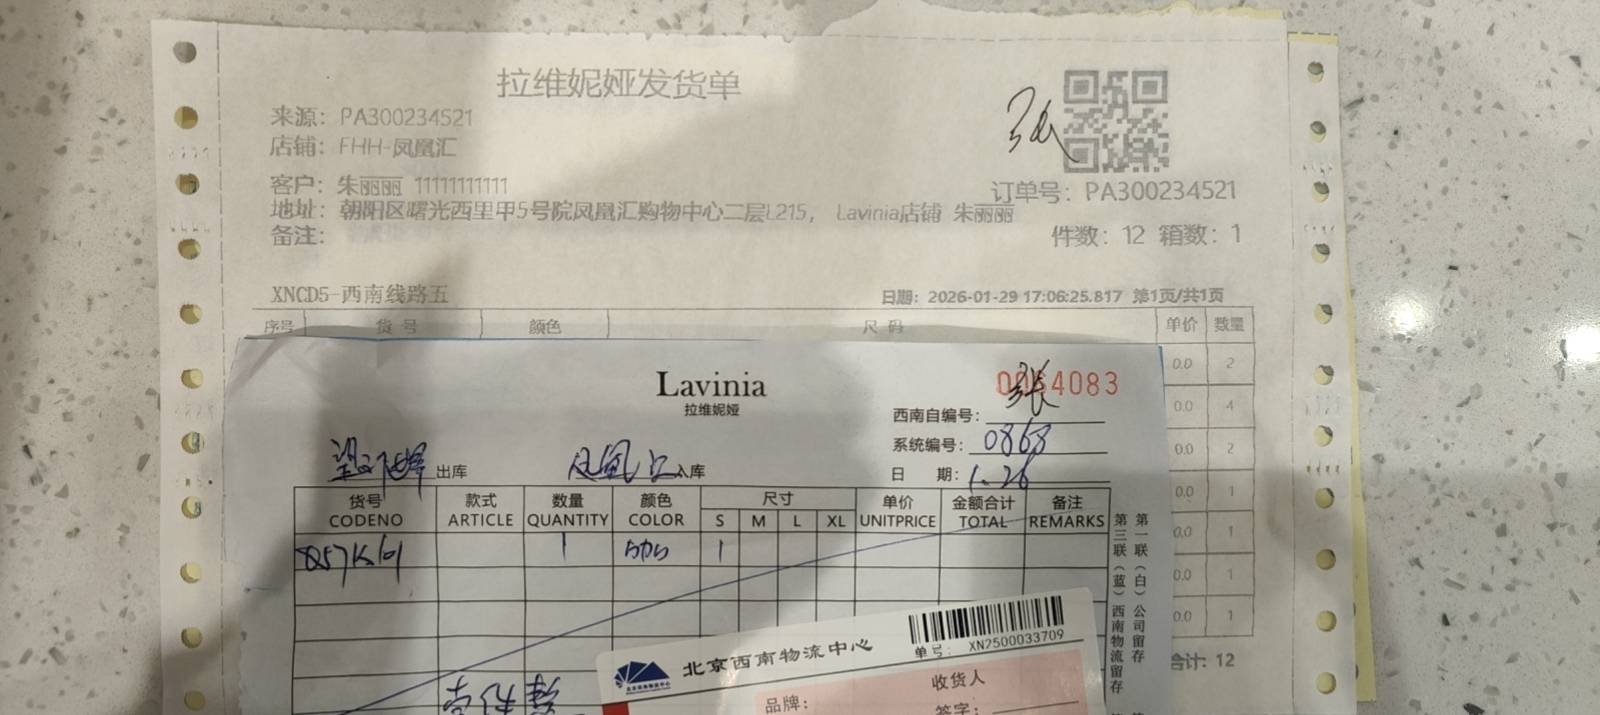 拉维妮娅发货单
来源：PA300234521
店铺：FHH-凤凰汇
客户：朱丽丽 11111111111
地址：朝阳区曙光西里甲5号院凤凰汇购物中心二层L215， Lavinia店铺 朱丽丽
备注：
张
订单号：PA300234521
件数：12 箱数：1
XNCD5-西南线路五
日期：2026-01-29 17:06:25.817 第1页/共1页
序号 货号 颜色 尺码 单价 数量
0.0 2
0.0 4
0.0 2
0.0 1
0.0 1
0.0 1
0.0 1
合计：12
Lavinia
拉维妮娅
4083
西南自编号：张
系统编号：0868
日 期：1.26
出库 凤凰 入库
货号 款式 数量 颜色 尺寸 单价 金额合计 备注
CODENO ARTICLE QUANTITY COLOR S M L XL UNITPRICE TOTAL REMARKS
1 1
第一联（白）公司留存
第三联（蓝）西南物流留存
北京西南物流中心
单号：XN2500033709
收货人
品牌：
签字：